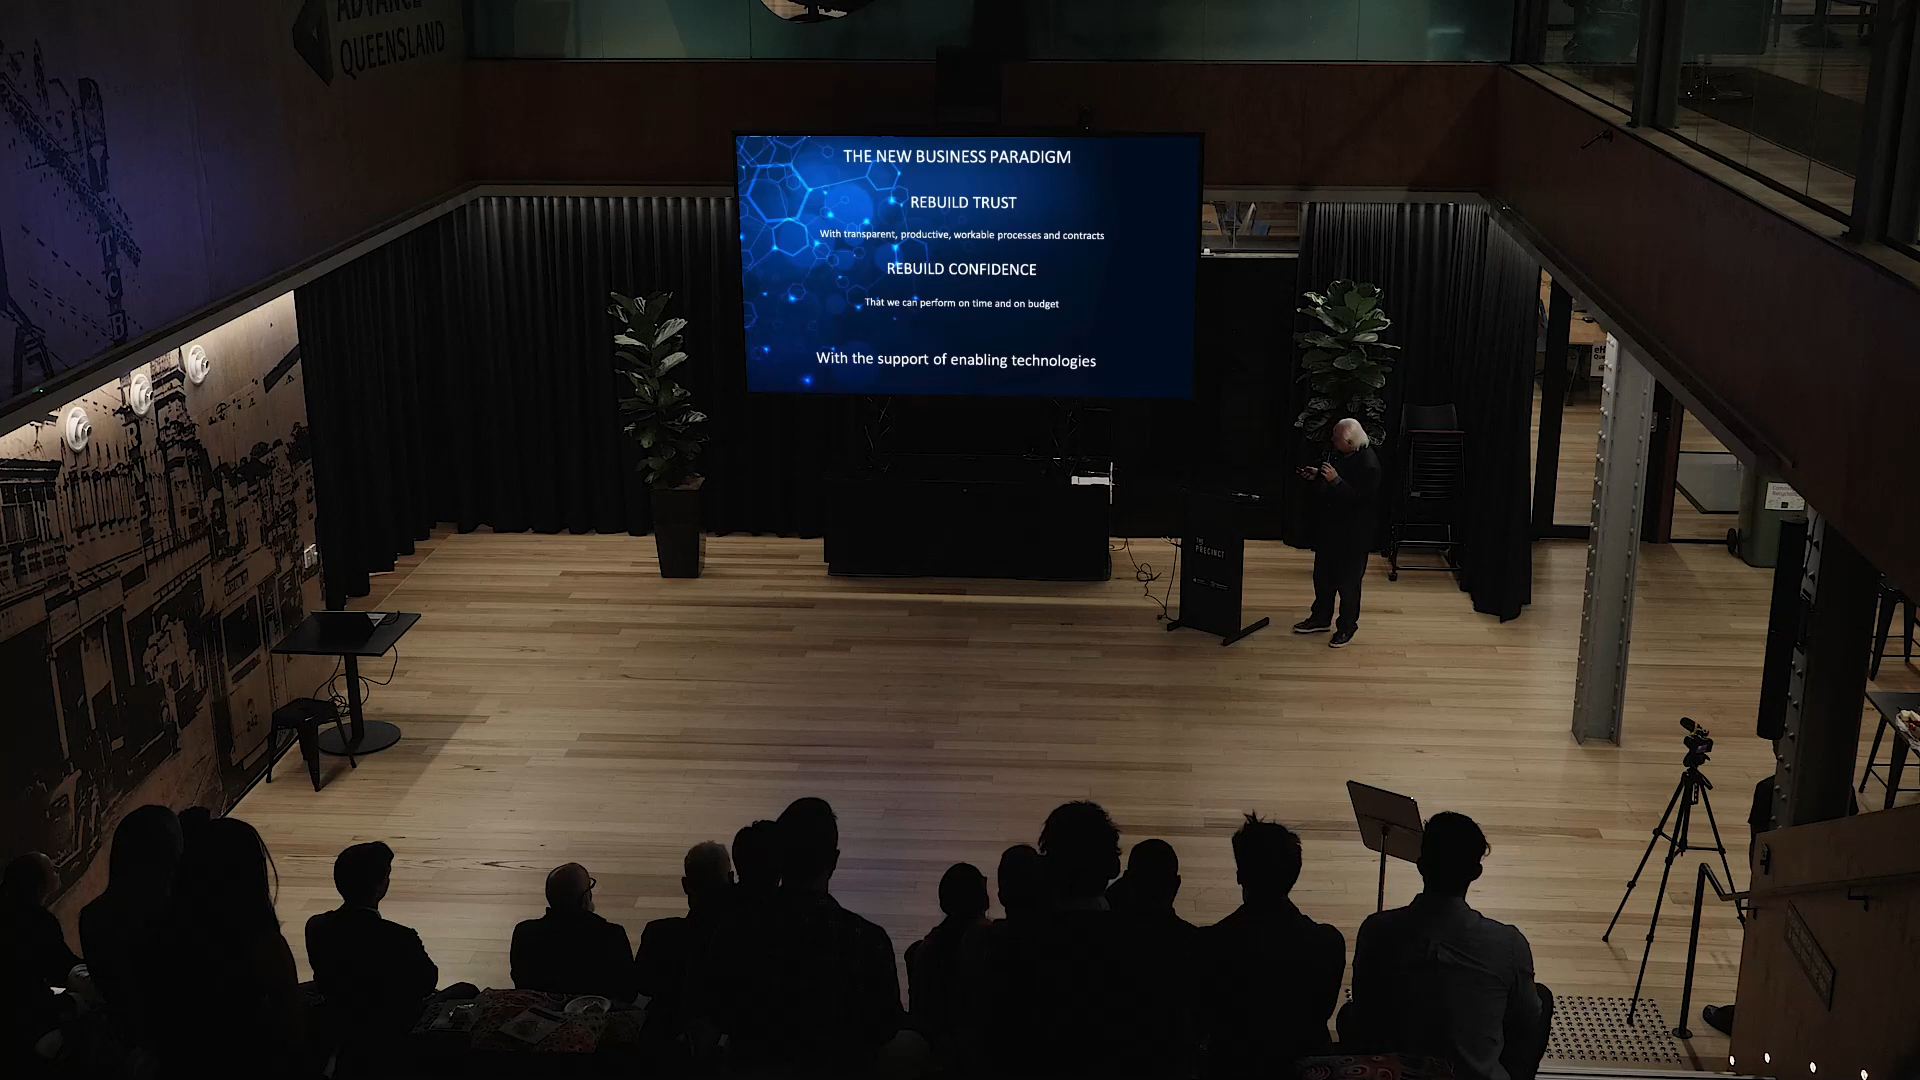 ADVANCE
QUEENSLAND
THE NEW BUSINESS PARADIGM
REBUILD TRUST
With transparent, productive, workable processes and contracts
REBUILD CONFIDENCE
That we can perform on time and on budget
With the support of enabling technologies
THE
PRECINCT
242